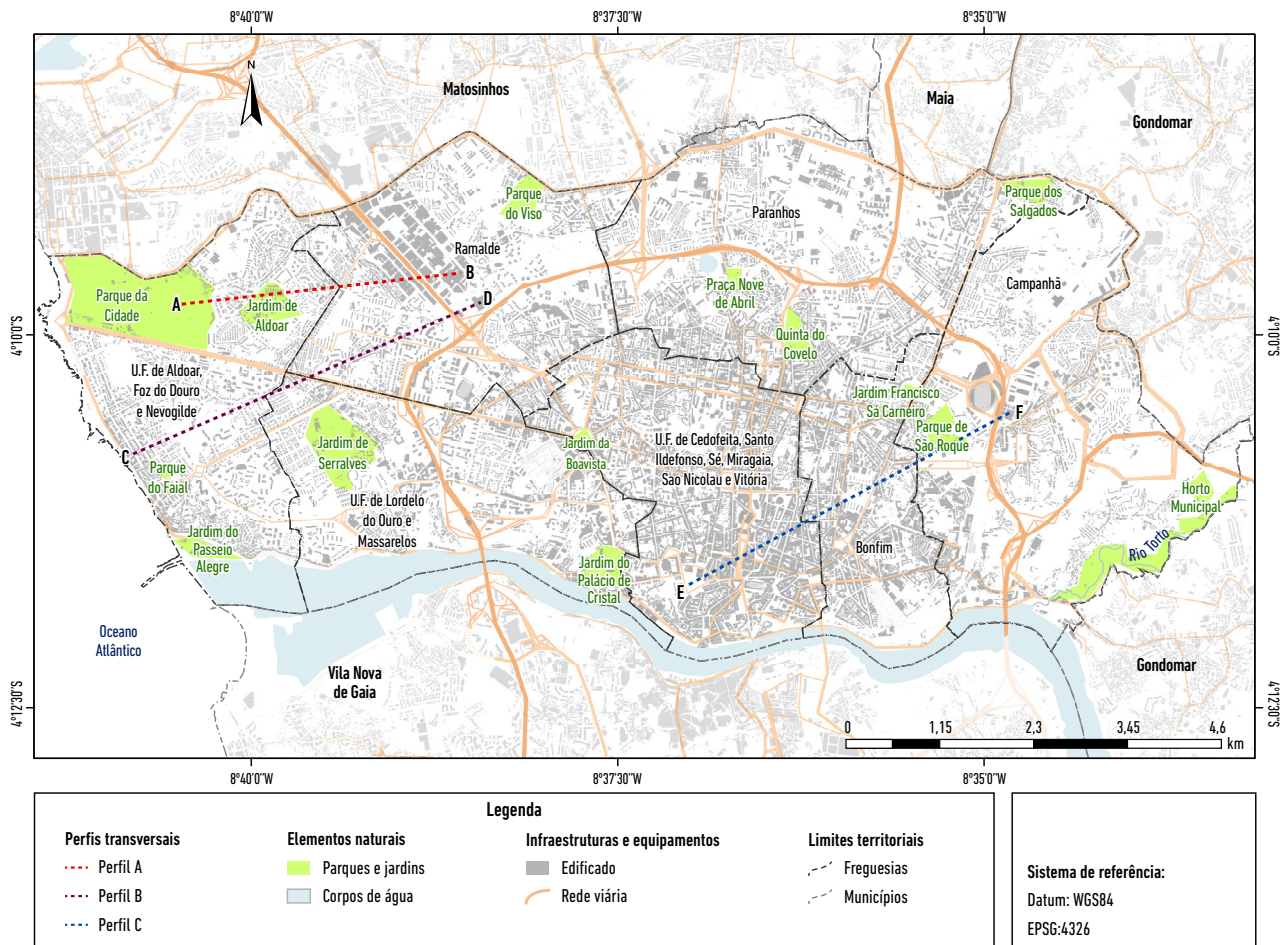 8°40'0"W
8°37'30"W
8°35'0"W
N
Matosinhos
Maia
Gondomar
Parque
do Viso
Parque dos
Salgados
Paranhos
Ramalde
B
Campanhã
Parque da
Cidade
A
D
Jardim de
Aldoar
Praça Nove
de Abril
4°10'0"S
4°10'0"S
Quinta do
Covelo
U.F. de Aldoar,
Foz do Douro
e Nevogilde
Jardim Francisco
Sá Carneiro
F
Parque de
São Roque
Jardim de
Serralves
Jardim da
Boavista
U.F. de Cedofeita, Santo
Ildefonso, Sé, Miragaia,
Sao Nicolau e Vitória
C
Parque
do Faial
U.F. de Lordelo
do Ouro e
Massarelos
Horto
Municipal
Jardim do
Passeio
Alegre
Bonfim
Rio Torto
Jardim do
Palácio de
Cristal
E
Oceano
Atlântico
Vila Nova
de Gaia
Gondomar
4°12'30"S
4°12'30"S
0 1,15 2,3 3,45 4,6
km
8°40'0"W
8°37'30"W
8°35'0"W
Legenda
Perfis transversais
Perfil A
Perfil B
Perfil C
Elementos naturais
Parques e jardins
Corpos de água
Infraestruturas e equipamentos
Edificado
Rede viária
Limites territoriais
Freguesias
Municípios
Sistema de referência:
Datum: WGS84
EPSG:4326